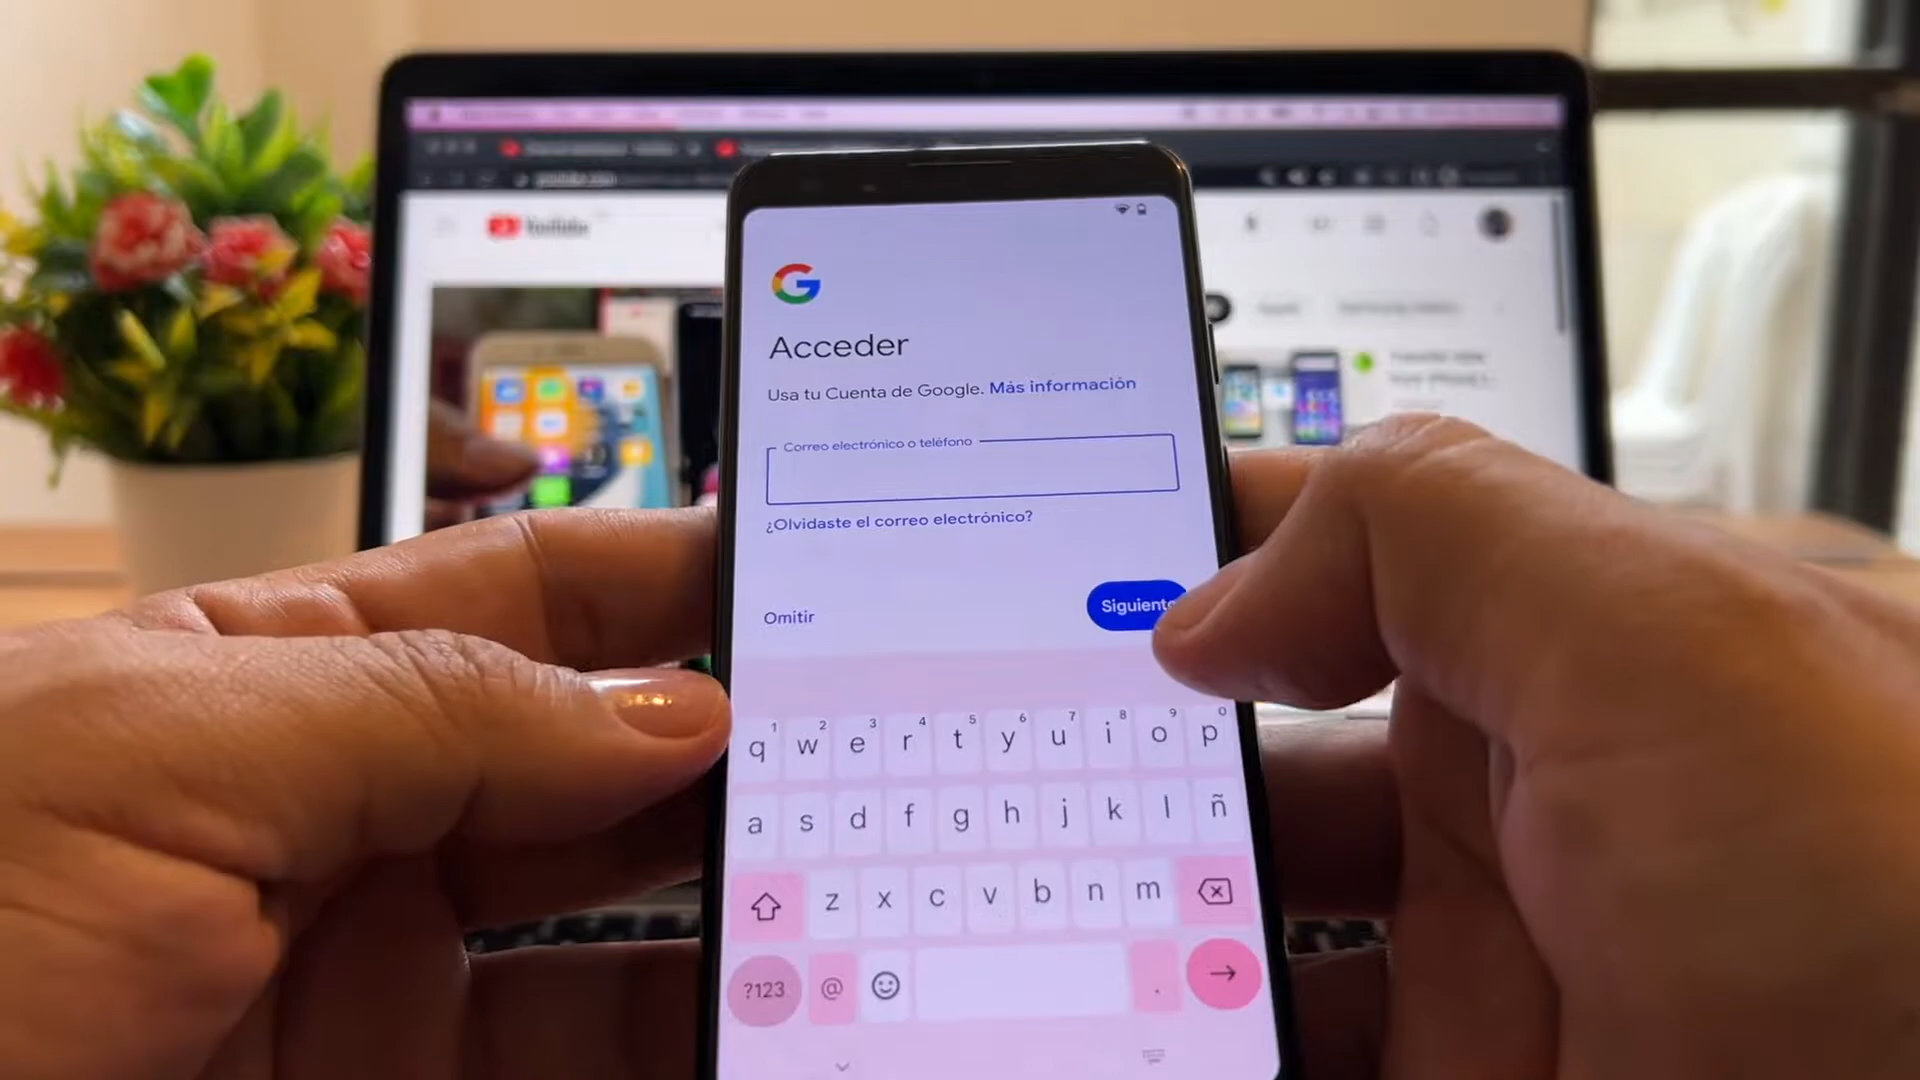 YouTube
G
Acceder
Usa tu Cuenta de Google. Más información
Correo electrónico o teléfono
¿Olvidaste el correo electrónico?
Omitir
Siguiente
1 2 3 4 5 6 7 8 9 0
q w e r t y u i o p
a s d f g h j k l ñ
z x c v b n m
?123 @ .